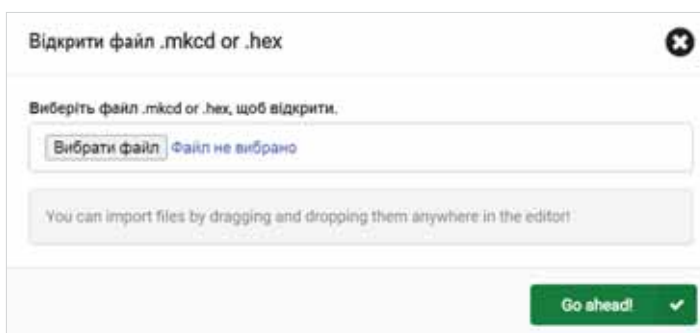 Відкрити файл .mkcd or .hex
Виберіть файл .mkcd or .hex, щоб відкрити.
Вибрати файл Файл не вибрано
You can import files by dragging and dropping them anywhere in the editor!
Go ahead!